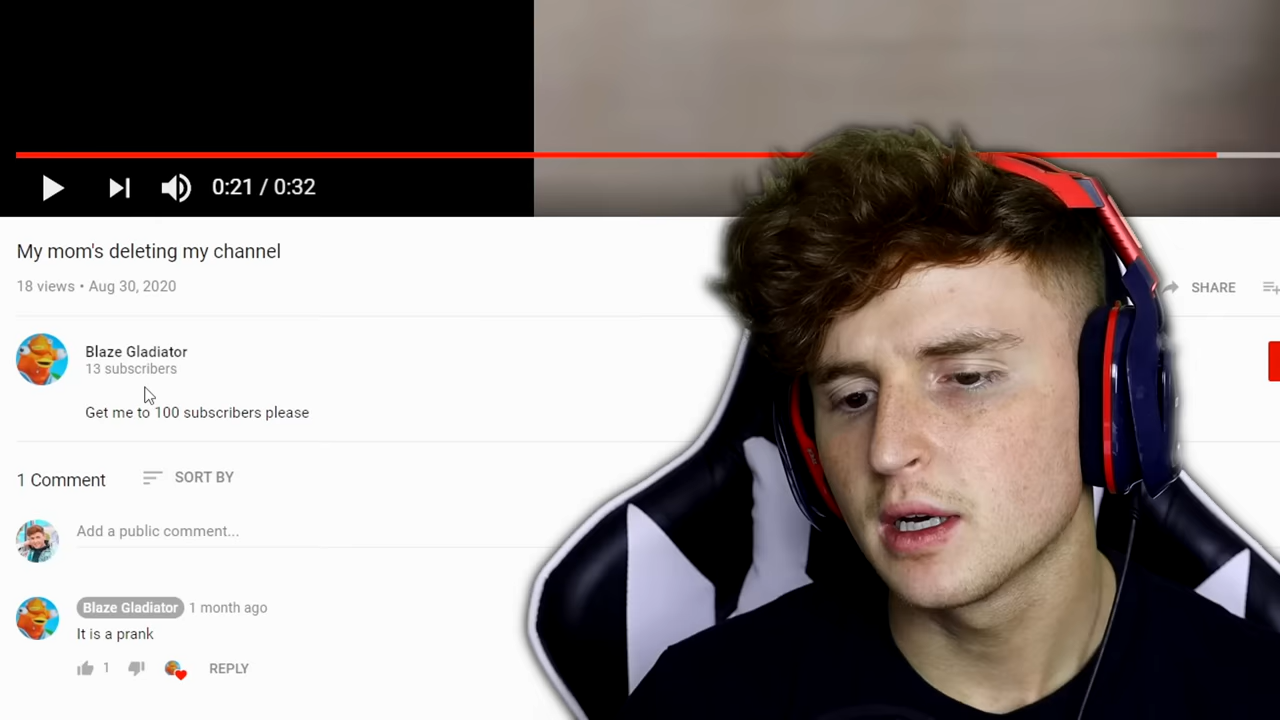 0:21 / 0:32
My mom's deleting my channel
18 views • Aug 30, 2020
SHARE
Blaze Gladiator
13 subscribers
Get me to 100 subscribers please
1 Comment
SORT BY
Add a public comment...
Blaze Gladiator 1 month ago
It is a prank
1
REPLY